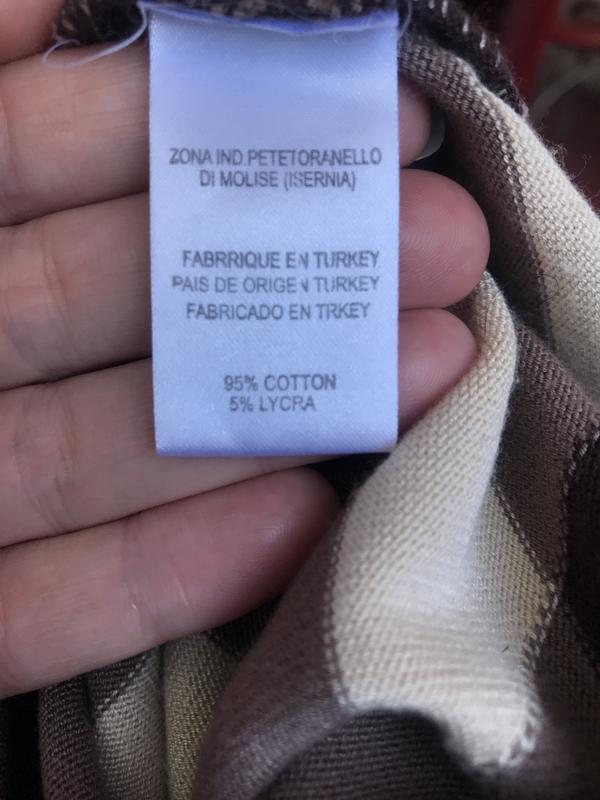 ZONA IND.PETETORANELLO
DI MOLISE (ISERNIA)
FABRRIQUE EN TURKEY
PAIS DE ORIGEN TURKEY
FABRICADO EN TRKEY
95% COTTON
5% LYCRA